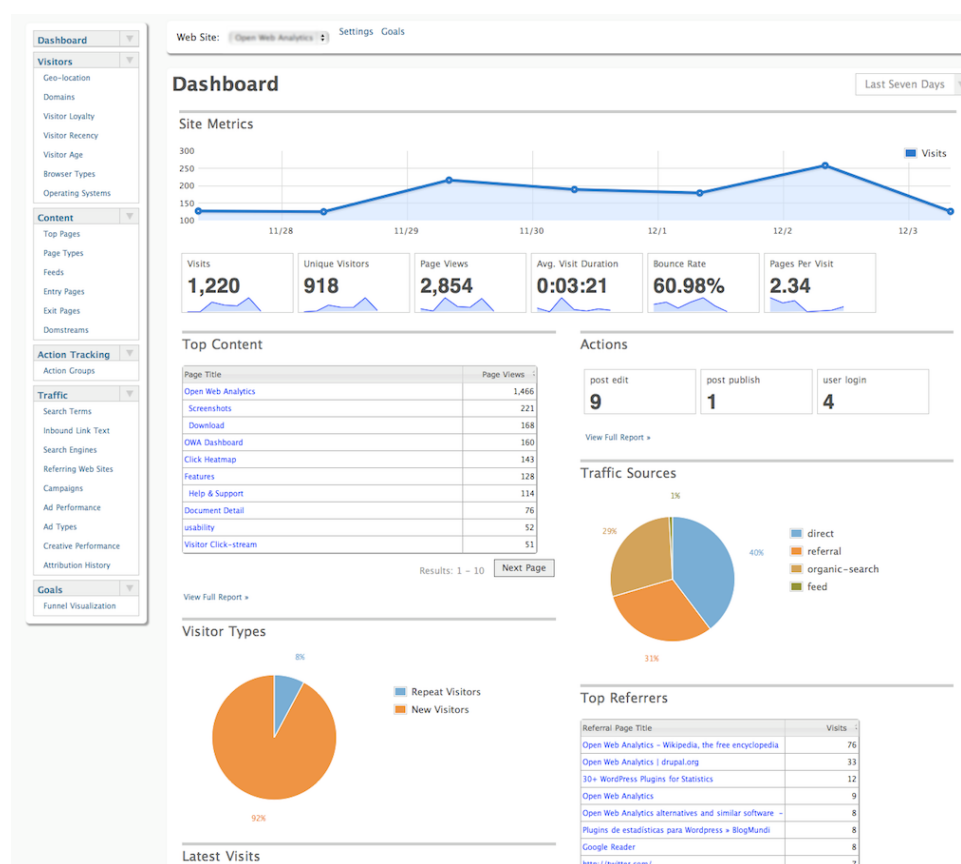 Web Site: Open Web Analytics Settings Goals
Dashboard
Visitors
Geo-location
Domains
Visitor Loyalty
Visitor Recency
Visitor Age
Browser Types
Operating Systems
Content
Top Pages
Page Types
Feeds
Entry Pages
Exit Pages
Domstreams
Action Tracking
Action Groups
Traffic
Search Terms
Inbound Link Text
Search Engines
Referring Web Sites
Campaigns
Ad Performance
Ad Types
Creative Performance
Attribution History
Goals
Funnel Visualization
Dashboard
Last Seven Days
Site Metrics
300
250
200
150
100
Visits
11/28 11/29 11/30 12/1 12/2 12/3
Visits
1,220
Unique Visitors
918
Page Views
2,854
Avg. Visit Duration
0:03:21
Bounce Rate
60.98%
Pages Per Visit
2.34
Top Content
Page Title Page Views
Open Web Analytics 1,466
Screenshots 221
Download 168
OWA Dashboard 160
Click Heatmap 143
Features 128
Help & Support 114
Document Detail 76
usability 52
Visitor Click-stream 51
Results: 1 - 10 Next Page
View Full Report »
Visitor Types
8%
Repeat Visitors
New Visitors
92%
Latest Visits
Actions
post edit
9
post publish
1
user login
4
View Full Report »
Traffic Sources
1%
29%
40%
31%
direct
referral
organic-search
feed
Top Referrers
Referral Page Title Visits
Open Web Analytics - Wikipedia, the free encyclopedia 76
Open Web Analytics | drupal.org 33
30+ WordPress Plugins for Statistics 12
Open Web Analytics 9
Open Web Analytics alternatives and similar software - 8
Plugins de estadísticas para Wordpress » BlogMundi 8
Google Reader 8
http://twitter.com/ 7